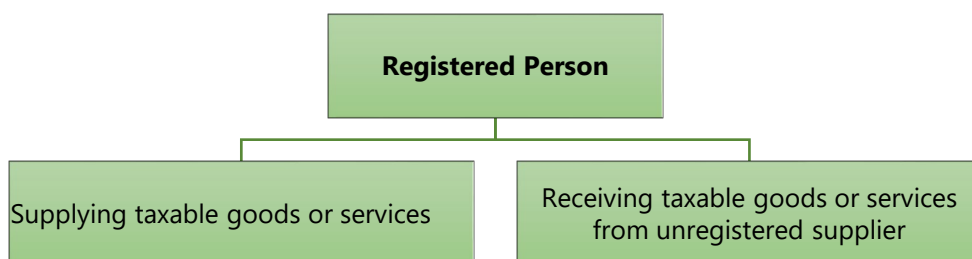 Registered Person
Supplying taxable goods or services
Receiving taxable goods or services
from unregistered supplier